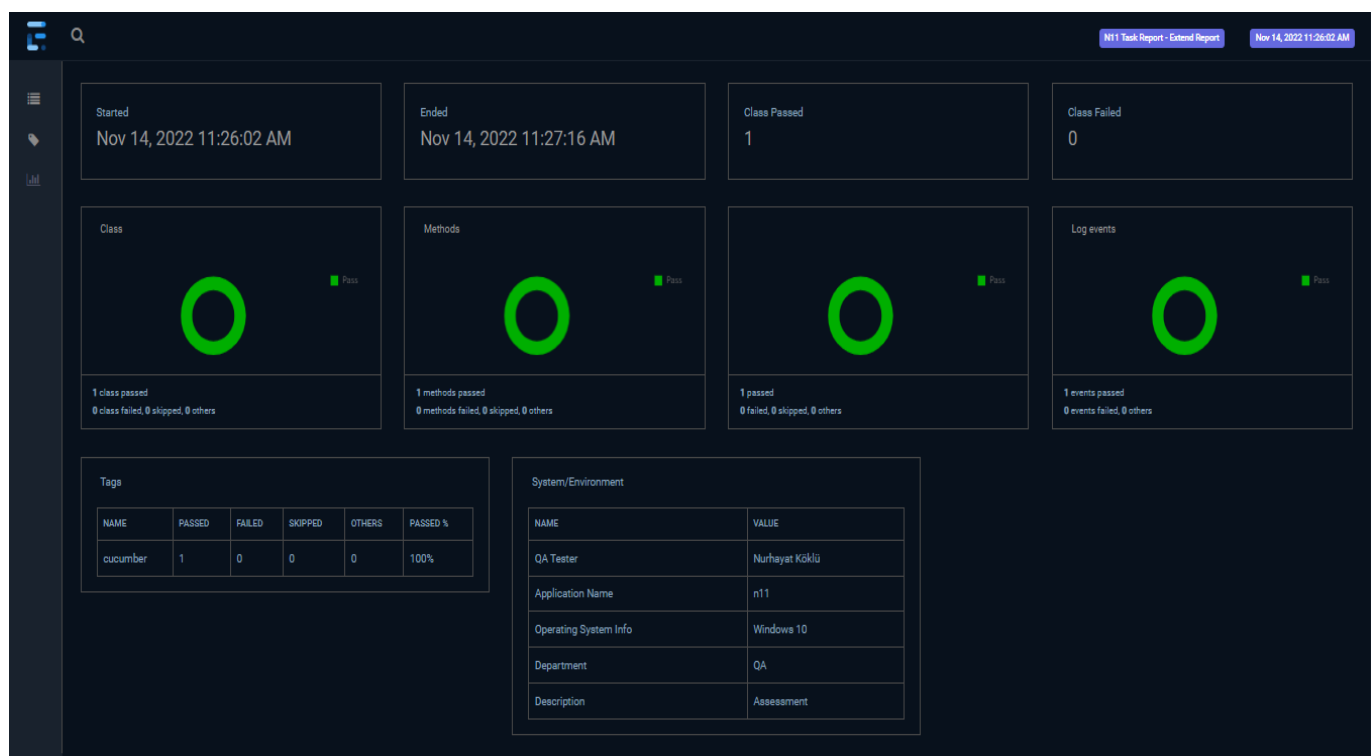 N11 Task Report - Extend Report
Nov 14, 2022 11:26:02 AM
Started
Nov 14, 2022 11:26:02 AM
Ended
Nov 14, 2022 11:27:16 AM
Class Passed
1
Class Failed
0
Class
Pass
1 class passed
0 class failed, 0 skipped, 0 others
Methods
Pass
1 methods passed
0 methods failed, 0 skipped, 0 others
Pass
1 passed
0 failed, 0 skipped, 0 others
Log events
Pass
1 events passed
0 events failed, 0 others
Tags
NAME PASSED FAILED SKIPPED OTHERS PASSED %
cucumber 1 0 0 0 100%
System/Environment
NAME VALUE
QA Tester Nurhayat Köklü
Application Name n11
Operating System Info Windows 10
Department QA
Description Assessment